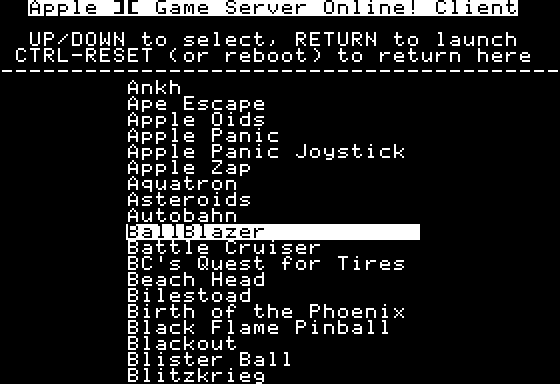 Apple ][ Game Server Online! Client
UP/DOWN to select, RETURN to launch
CTRL-RESET (or reboot) to return here
Ankh
Ape Escape
Apple Oids
Apple Panic
Apple Panic Joystick
Apple Zap
Aquatron
Asteroids
Autobahn
BallBlazer
Battle Cruiser
BC's Quest for Tires
Beach Head
Bilestoad
Birth of the Phoenix
Black Flame Pinball
Blackout
Blister Ball
Blitzkrieg